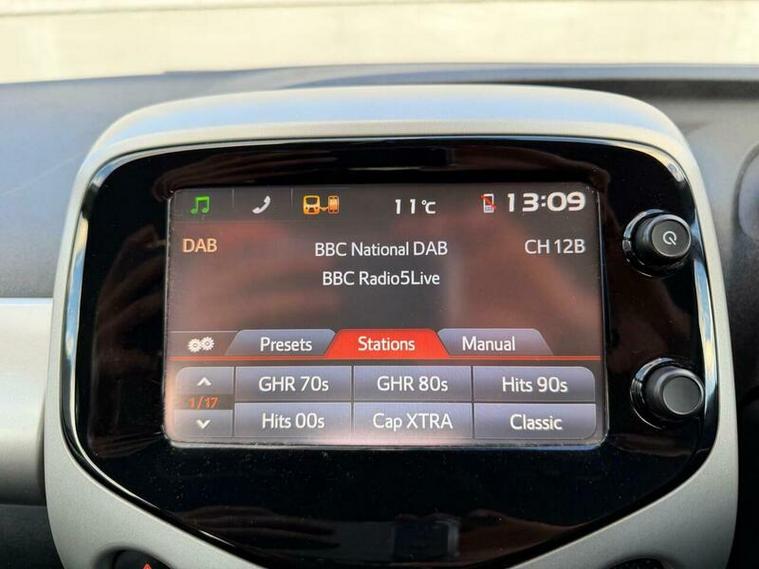 11°C 13:09
DAB BBC National DAB CH 12B
BBC Radio5Live
Presets Stations Manual
GHR 70s GHR 80s Hits 90s
1/17
Hits 00s Cap XTRA Classic